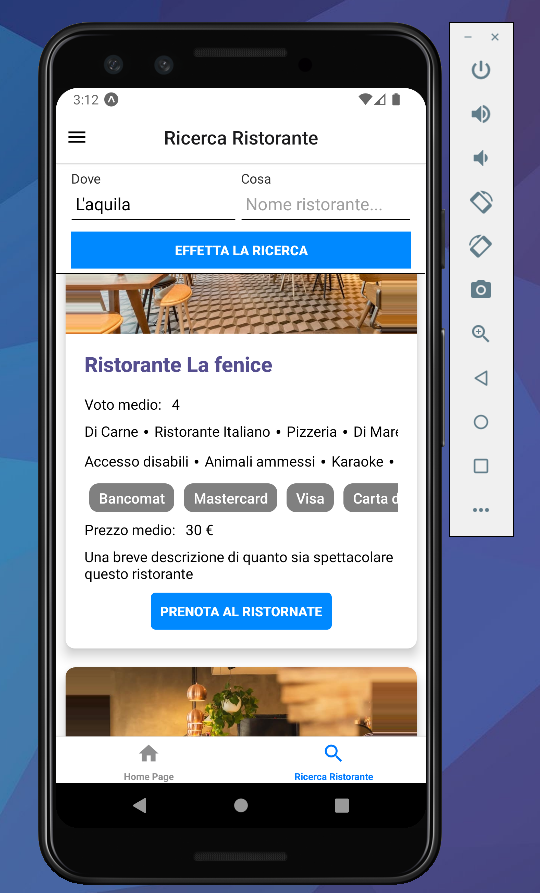 3:12
Ricerca Ristorante
Dove Cosa
L'aquila Nome ristorante...
EFFETTA LA RICERCA
Ristorante La fenice
Voto medio: 4
Di Carne • Ristorante Italiano • Pizzeria • Di Mare
Accesso disabili • Animali ammessi • Karaoke •
Bancomat Mastercard Visa Carta d
Prezzo medio: 30 €
Una breve descrizione di quanto sia spettacolare
questo ristorante
PRENOTA AL RISTORNATE
Home Page Ricerca Ristorante